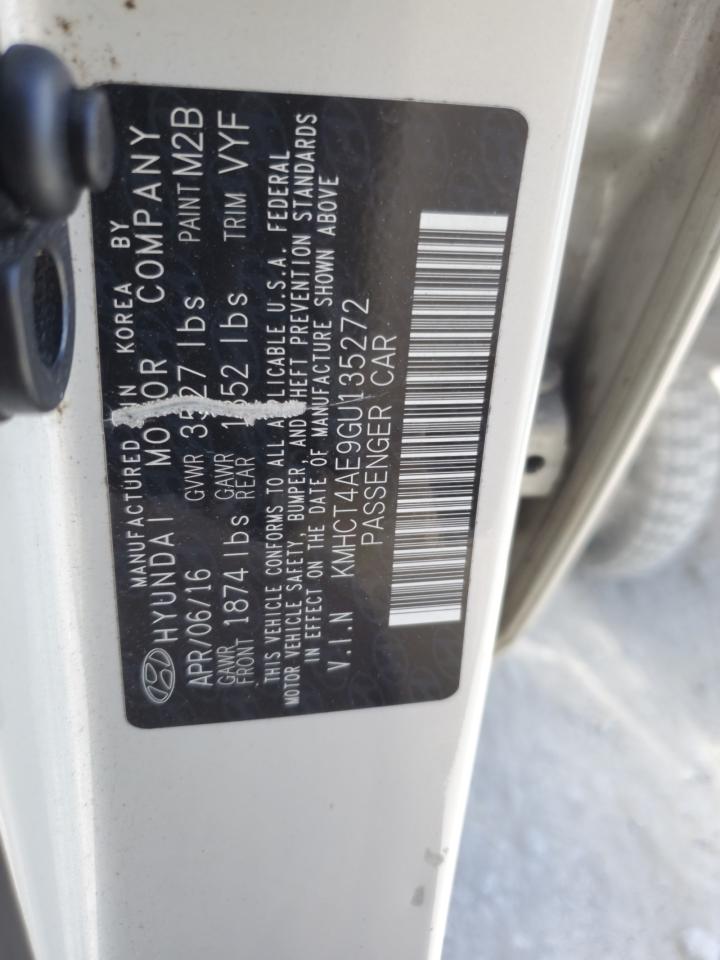 MANUFACTURED IN KOREA BY
HYUNDAI MOTOR COMPANY
APR/06/16 GVWR 3527 lbs PAINT M2B
GAWR FRONT 1874 lbs GAWR REAR lbs TRIM VYF
THIS VEHICLE CONFORMS TO ALL APPLICABLE U.S.A. FEDERAL
MOTOR VEHICLE SAFETY, BUMPER, AND THEFT PREVENTION STANDARDS
IN EFFECT ON THE DATE OF MANUFACTURE SHOWN ABOVE
V.I.N KMHCT4AE9GU135272
PASSENGER CAR